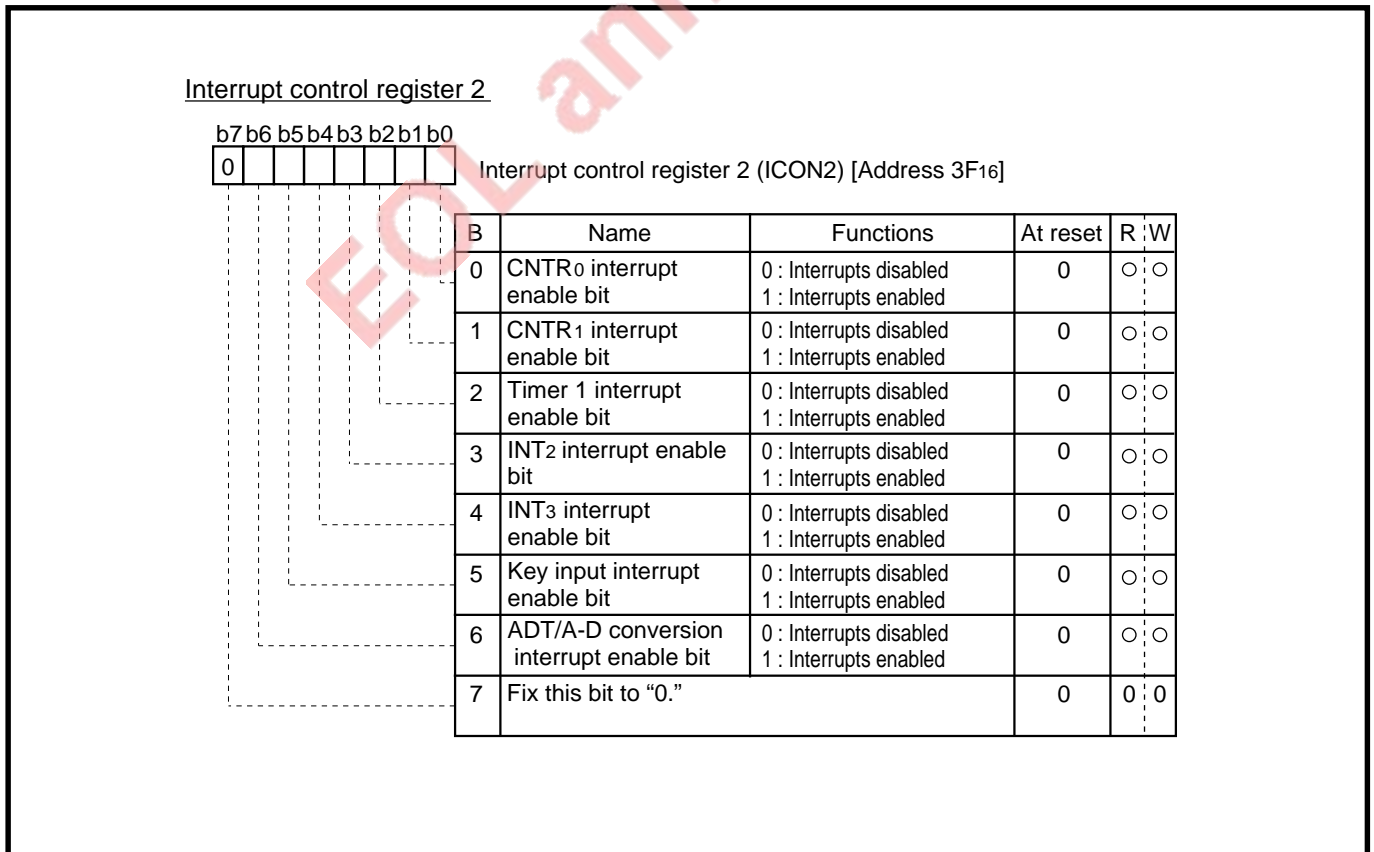 EOL ann
Interrupt control register 2
b7 b6 b5 b4 b3 b2 b1 b0
0
Interrupt control register 2 (ICON2) [Address 3F16]
B Name Functions At reset R W
0 CNTR0 interrupt 0 : Interrupts disabled 0 ○ ○
enable bit 1 : Interrupts enabled
1 CNTR1 interrupt 0 : Interrupts disabled 0 ○ ○
enable bit 1 : Interrupts enabled
2 Timer 1 interrupt 0 : Interrupts disabled 0 ○ ○
enable bit 1 : Interrupts enabled
3 INT2 interrupt enable 0 : Interrupts disabled 0 ○ ○
bit 1 : Interrupts enabled
4 INT3 interrupt 0 : Interrupts disabled 0 ○ ○
enable bit 1 : Interrupts enabled
5 Key input interrupt 0 : Interrupts disabled 0 ○ ○
enable bit 1 : Interrupts enabled
6 ADT/A-D conversion 0 : Interrupts disabled 0 ○ ○
interrupt enable bit 1 : Interrupts enabled
7 Fix this bit to “0.” 0 0 0